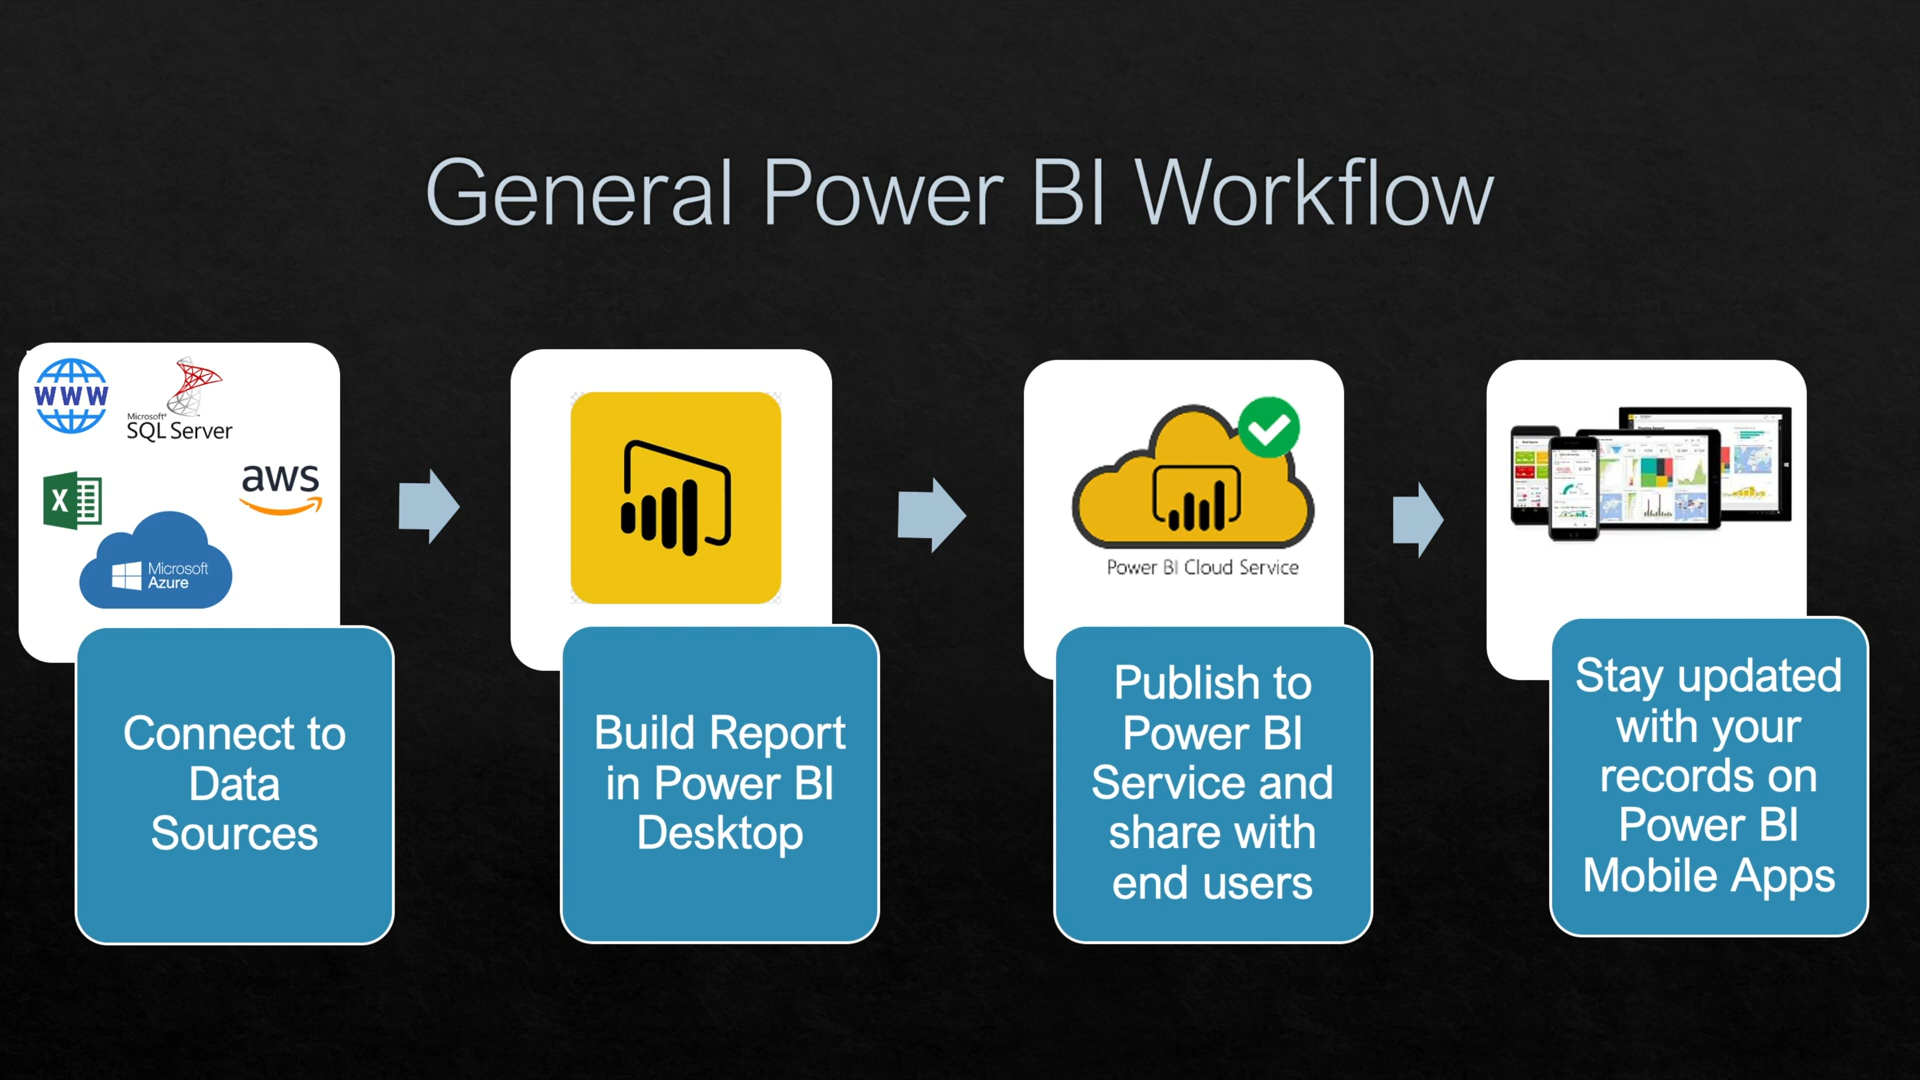 General Power BI Workflow
WWW
Microsoft®
SQL Server
X
aws
Microsoft
Azure
Connect to
Data
Sources
Build Report
in Power BI
Desktop
Power BI Cloud Service
Publish to
Power BI
Service and
share with
end users
Stay updated
with your
records on
Power BI
Mobile Apps